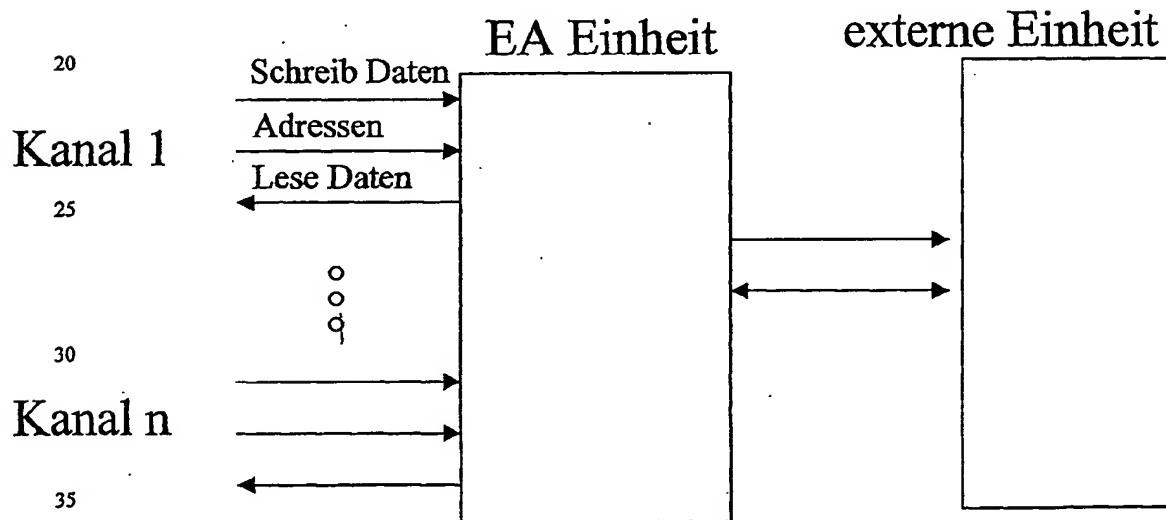 EA Einheit
externe Einheit
20
Schreib Daten
Adressen
Kanal 1
Lese Daten
25
30
Kanal n
35